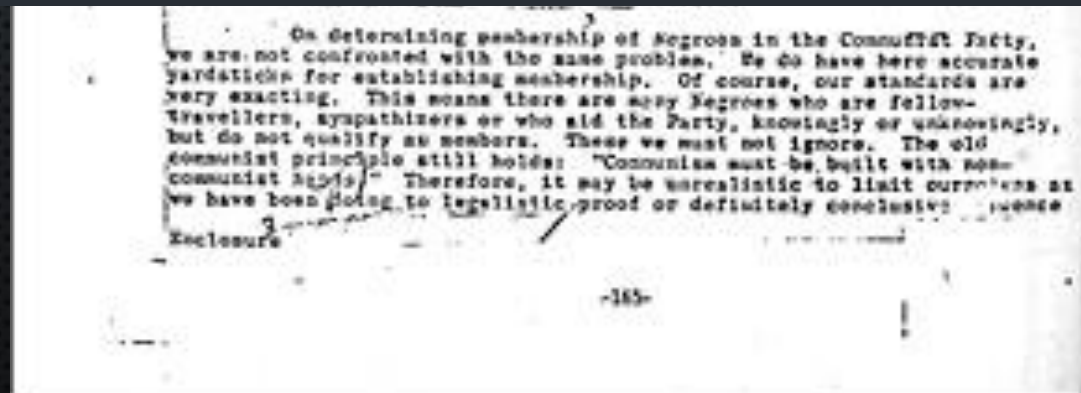 On determining membership of Negroes in the Communist Party,
we are not confronted with the same problem. We do have here accurate
yardsticks for establishing membership. Of course, our standards are
very exacting. This means there are many Negroes who are fellow-
travellers, sympathizers or who aid the Party, knowingly or unknowingly,
but do not qualify as members. These we must not ignore. The old
communist principle still holds: "Communism must be built with non-
communist hands." Therefore, it may be unrealistic to limit ourselves as
we have been doing to legalistic proof or definitely conclusive
Enclosure
-165-